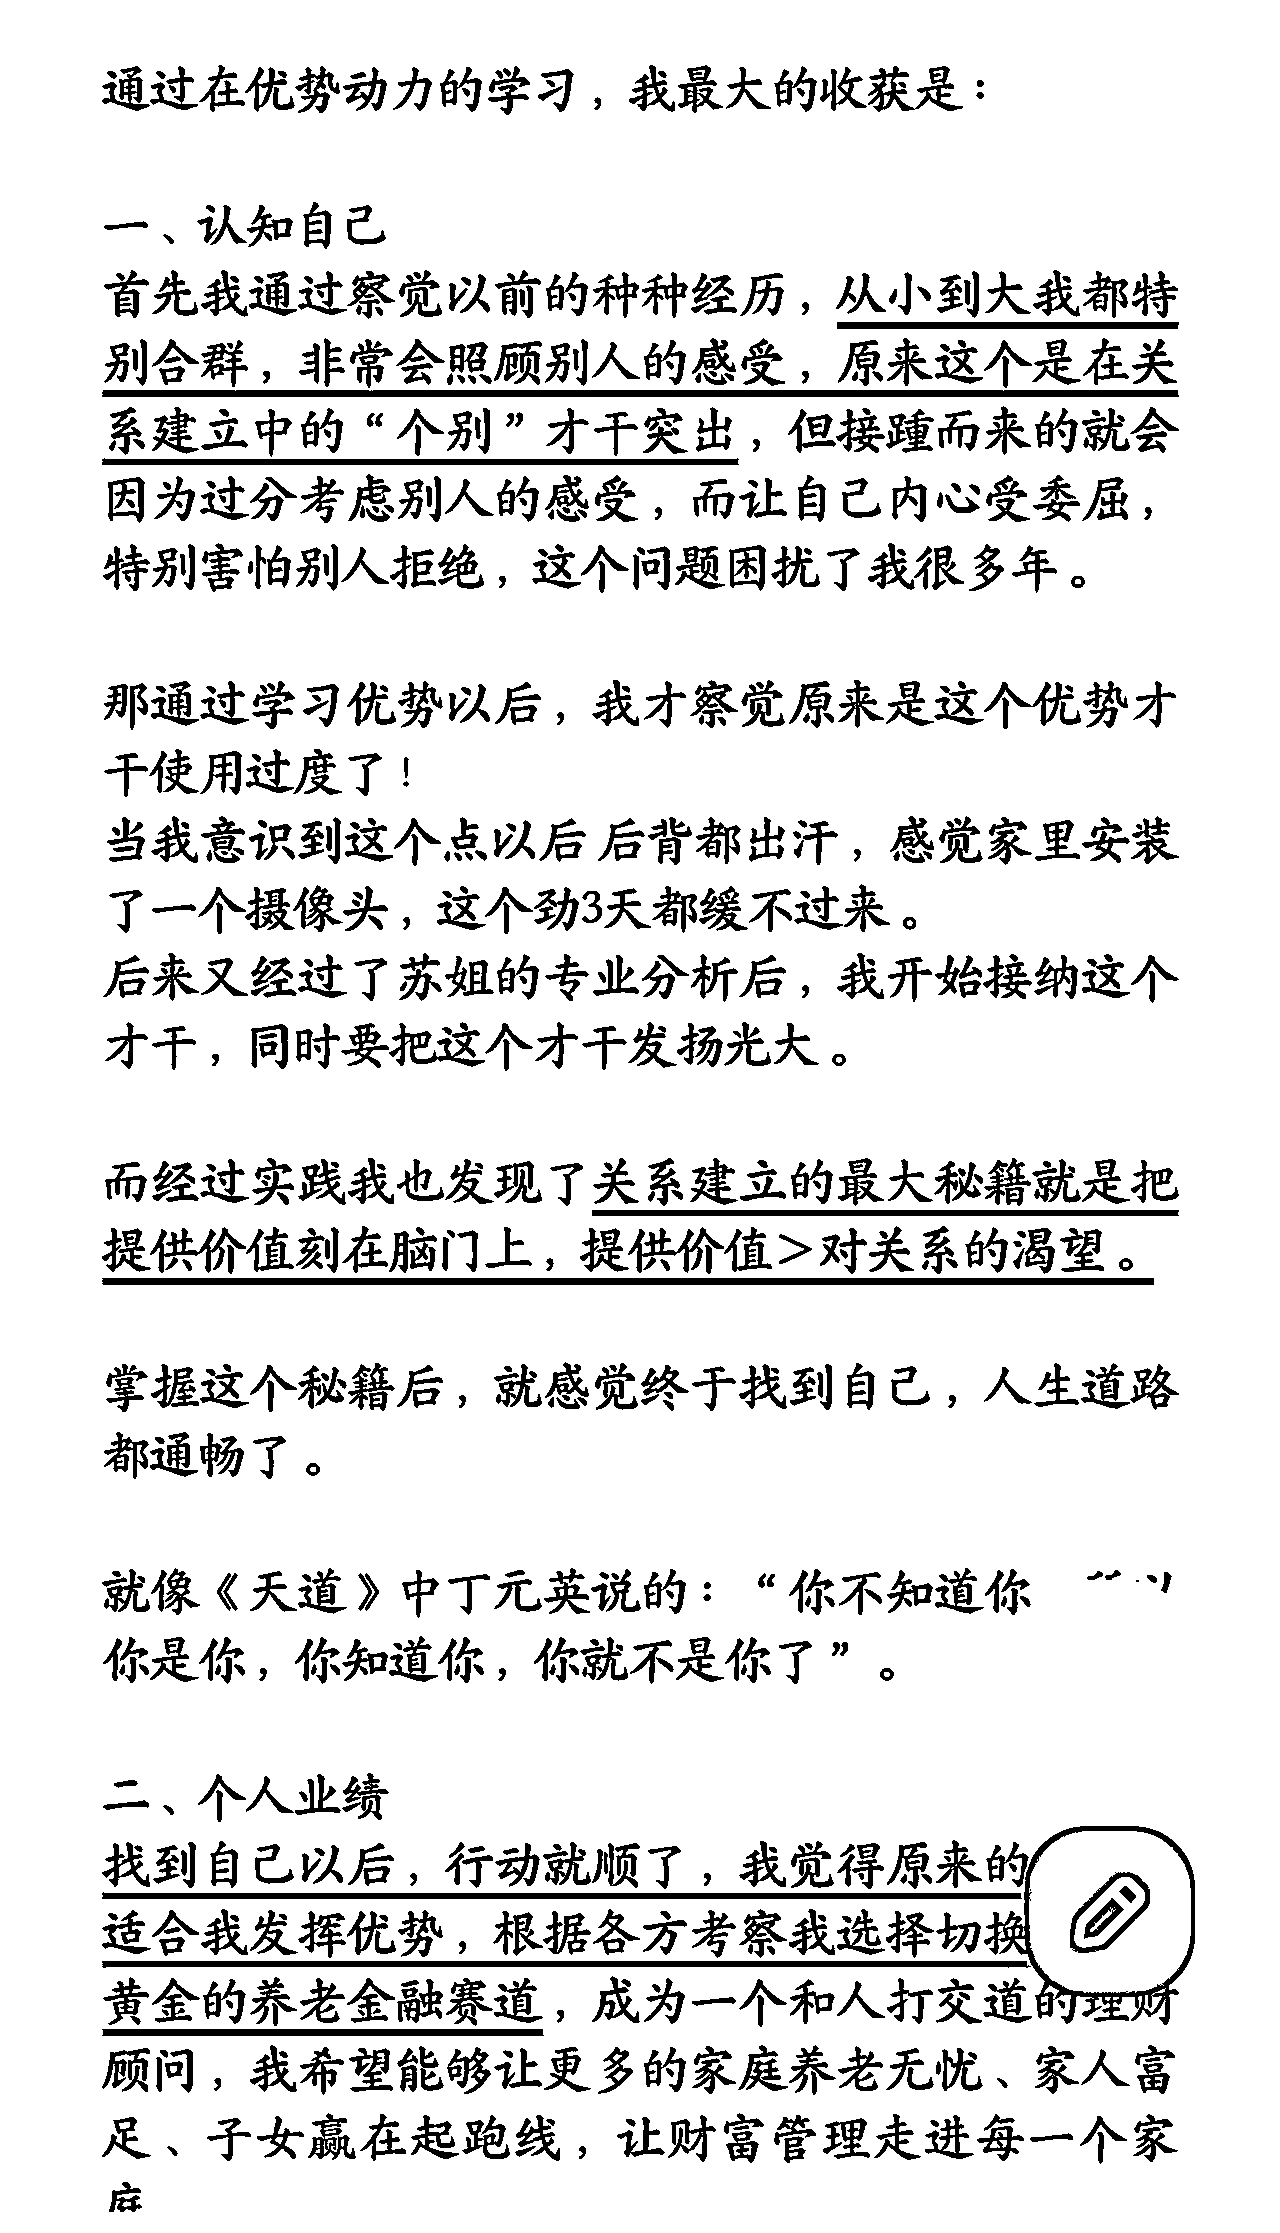 通过在优势动力的学习，我最大的收获是：
一、认知自己
首先我通过察觉以前的种种经历，从小到大我都特
别合群，非常会照顾别人的感受，原来这个是在关
系建立中的“个别”才干突出，但接踵而来的就会
因为过分考虑别人的感受，而让自己内心受委屈，
特别害怕别人拒绝，这个问题困扰了我很多年。
那通过学习优势以后，我才察觉原来是这个优势才
干使用过度了！
当我意识到这个点以后 后背都出汗，感觉家里安装
了一个摄像头，这个劲3天都缓不过来。
后来又经过了苏姐的专业分析后，我开始接纳这个
才干，同时要把这个才干发扬光大。
而经过实践我也发现了关系建立的最大秘籍就是把
提供价值刻在脑门上，提供价值＞对关系的渴望。
掌握这个秘籍后，就感觉终于找到自己，人生道路
都通畅了。
就像《天道》中丁元英说的：“你不知道你
你是你，你知道你，你就不是你了”。
二、个人业绩
找到自己以后，行动就顺了，我觉得原来的
适合我发挥优势，根据各方考察我选择切换
黄金的养老金融赛道，成为一个和人打交道的理财
顾问，我希望能够让更多的家庭养老无忧、家人富
足、子女赢在起跑线，让财富管理走进每一个家